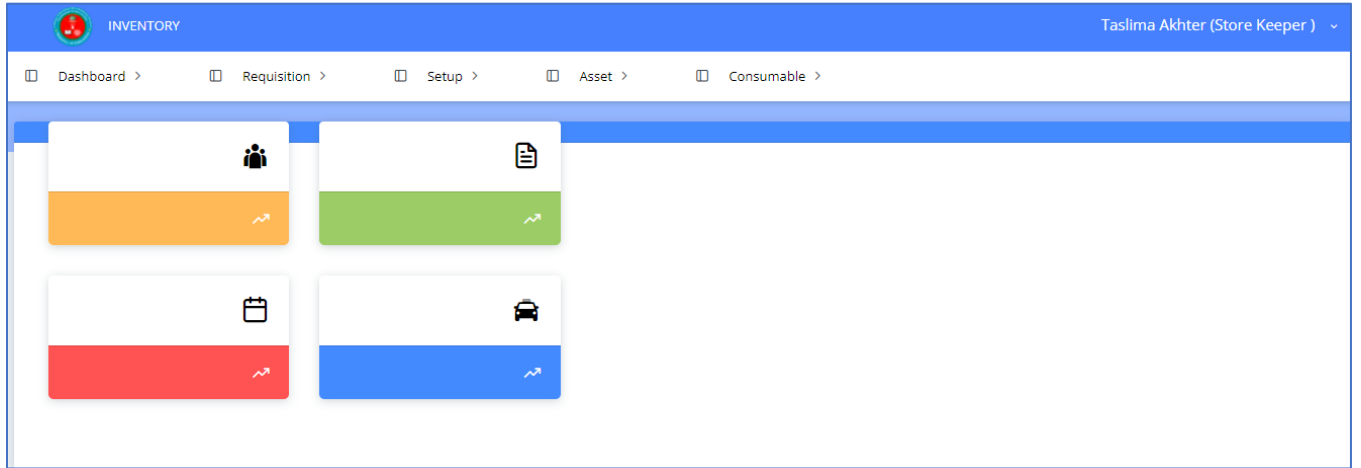 INVENTORY
Taslima Akhter (Store Keeper )
Dashboard >
Requisition >
Setup >
Asset >
Consumable >